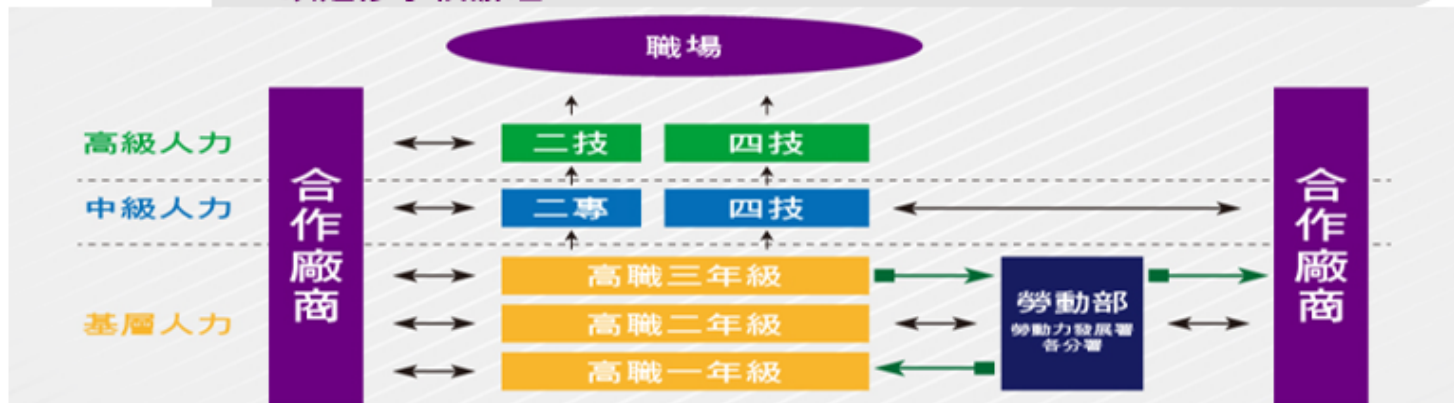 職場
高級人力
二技
四技
中級人力
二專
四技
合作廠商
合作廠商
基層人力
高職三年級
高職二年級
高職一年級
勞動部
勞動力發展署
各分署